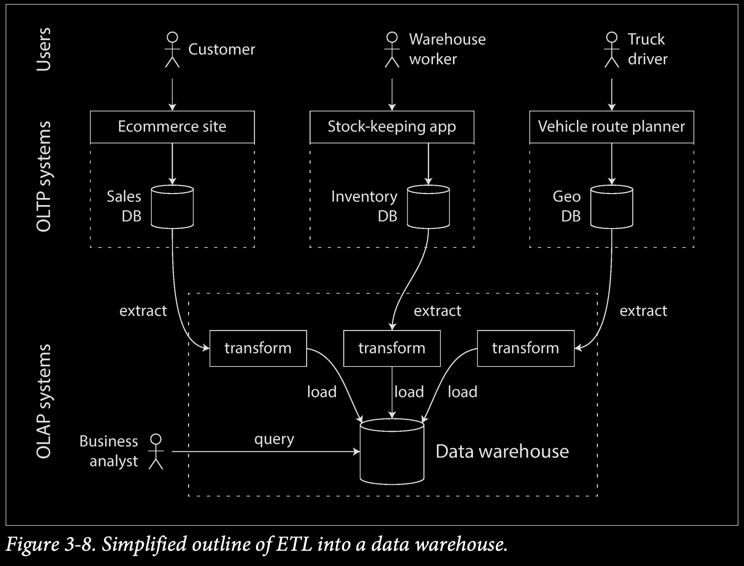 Users
Customer
Warehouse
worker
Truck
driver
OLTP systems
Ecommerce site
Stock-keeping app
Vehicle route planner
Sales
DB
Inventory
DB
Geo
DB
extract
extract
extract
OLAP systems
transform
transform
transform
load
load
load
Business
analyst
query
Data warehouse
Figure 3-8. Simplified outline of ETL into a data warehouse.